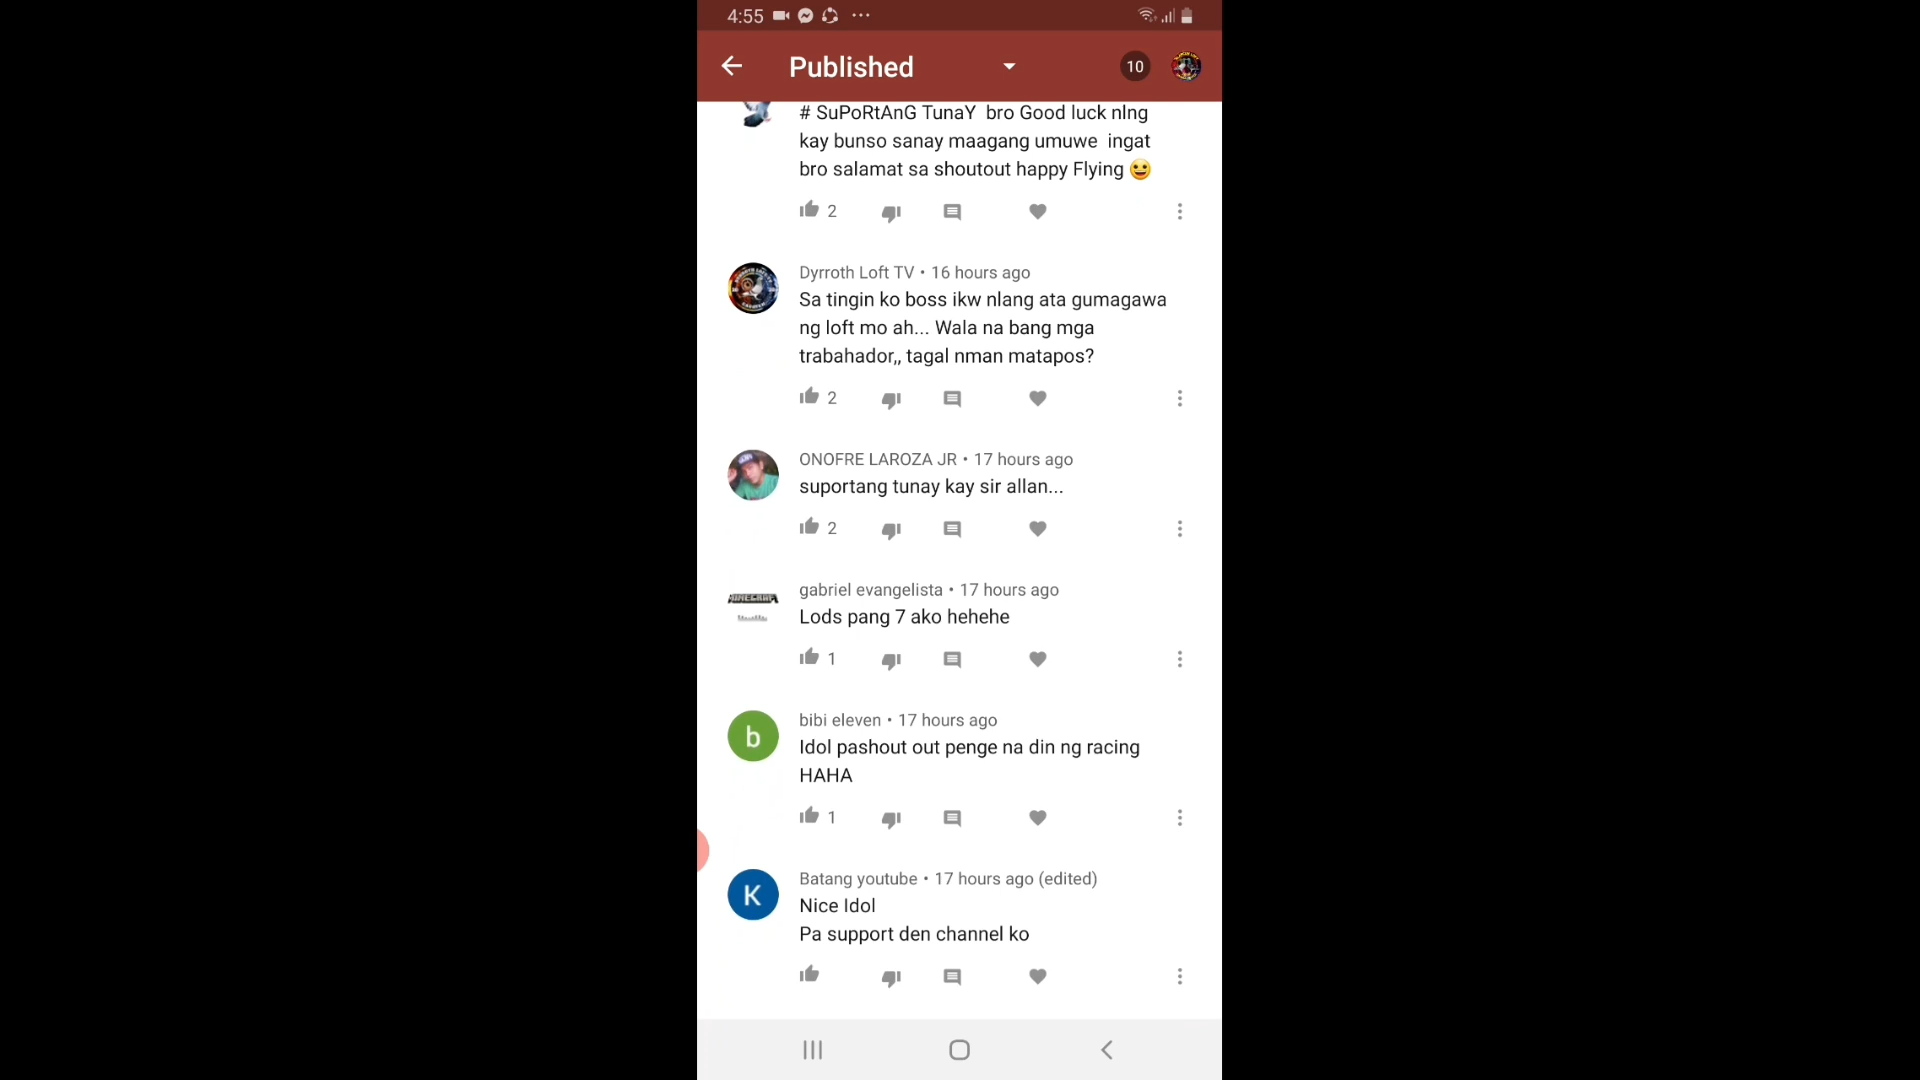 4:55
Published
10
# SuPoRtAnG TunaY bro Good luck nlng
kay bunso sanay maagang umuwe ingat
bro salamat sa shoutout happy Flying 😀
2
Dyrroth Loft TV • 16 hours ago
Sa tingin ko boss ikw nlang ata gumagawa
ng loft mo ah... Wala na bang mga
trabahador,, tagal nman matapos?
2
ONOFRE LAROZA JR • 17 hours ago
suportang tunay kay sir allan...
2
MINECRAFT
gabriel evangelista • 17 hours ago
Lods pang 7 ako hehehe
1
b
bibi eleven • 17 hours ago
Idol pashout out penge na din ng racing
HAHA
1
K
Batang youtube • 17 hours ago (edited)
Nice Idol
Pa support den channel ko